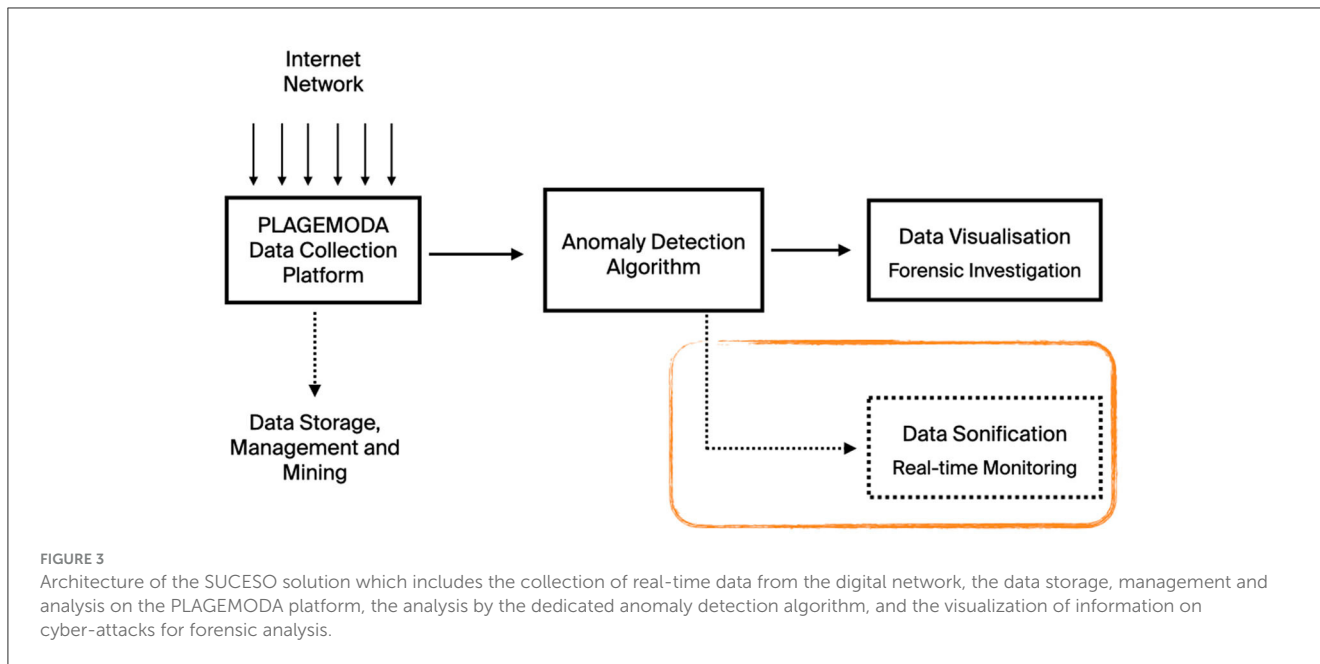 Internet
Network
PLAGEMODA
Data Collection
Platform
Anomaly Detection
Algorithm
Data Visualisation
Forensic Investigation
Data Storage,
Management and
Mining
Data Sonification
Real-time Monitoring
FIGURE 3
Architecture of the SUCESO solution which includes the collection of real-time data from the digital network, the data storage, management and
analysis on the PLAGEMODA platform, the analysis by the dedicated anomaly detection algorithm, and the visualization of information on
cyber-attacks for forensic analysis.